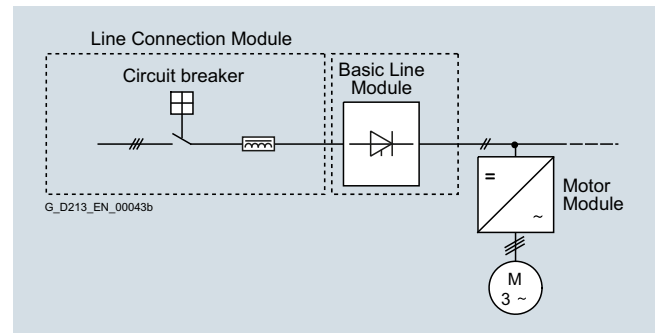 Line Connection Module
Circuit breaker
Basic Line
Module
G_D213_EN_00043b
=
~
Motor
Module
M
3 ~